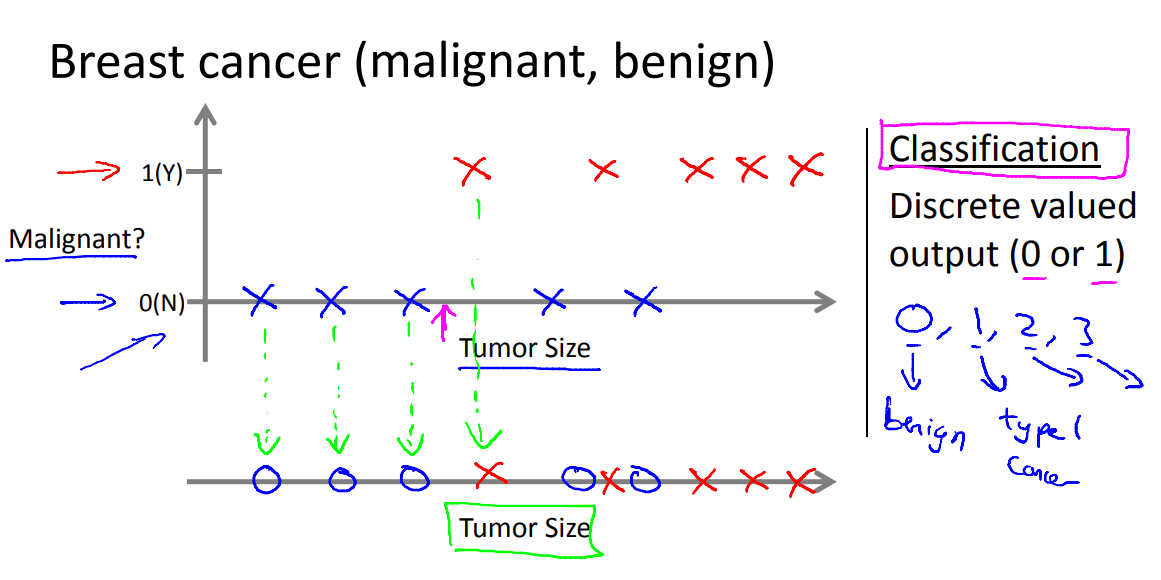 Breast cancer (malignant, benign)
1(Y)
Malignant?
0(N)
Tumor Size
Tumor Size
Classification
Discrete valued
output (0 or 1)
0, 1, 2, 3
benign
type 1
cancer